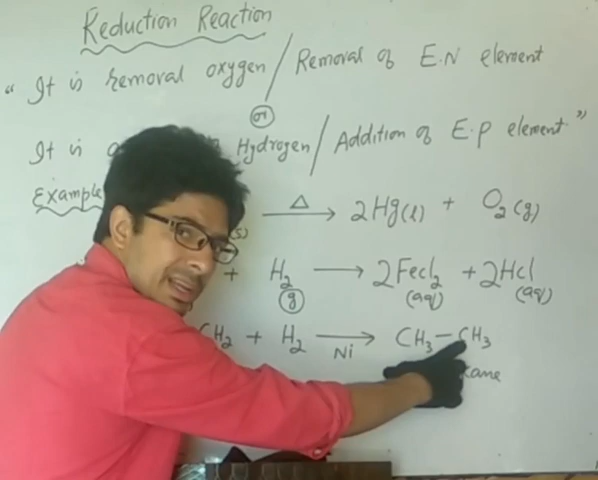 Reduction Reaction
" It is removal oxygen / Removal of E.N element
(or)
It is Hydrogen / Addition of E.P element "
Example
(s) Δ → 2Hg(l) + O₂(g)
+ H₂ (g) → 2FeCl₂ (aq) + 2Hcl (aq)
CH₂ + H₂ → Ni CH₃ – CH₃